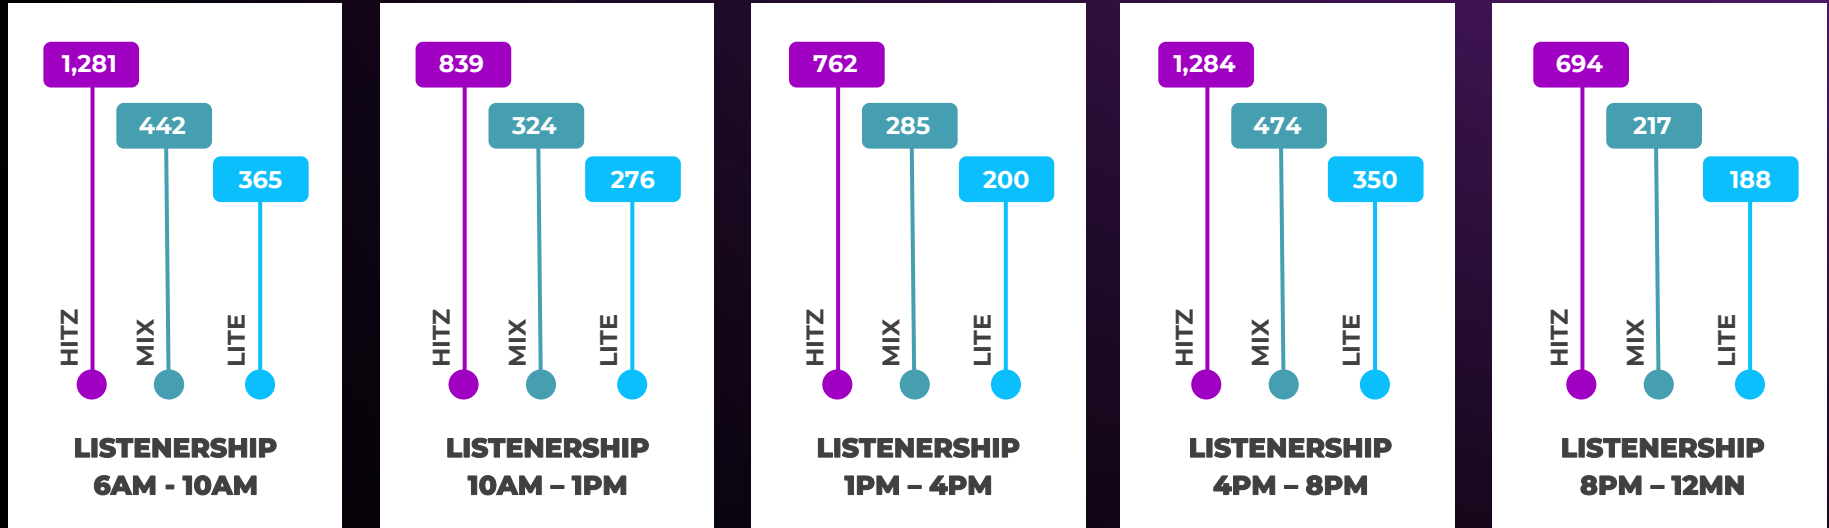 1,281
442
365
HITZ
MIX
LITE
LISTENERSHIP
6AM - 10AM
839
324
276
HITZ
MIX
LITE
LISTENERSHIP
10AM – 1PM
762
285
200
HITZ
MIX
LITE
LISTENERSHIP
1PM – 4PM
1,284
474
350
HITZ
MIX
LITE
LISTENERSHIP
4PM – 8PM
694
217
188
HITZ
MIX
LITE
LISTENERSHIP
8PM – 12MN